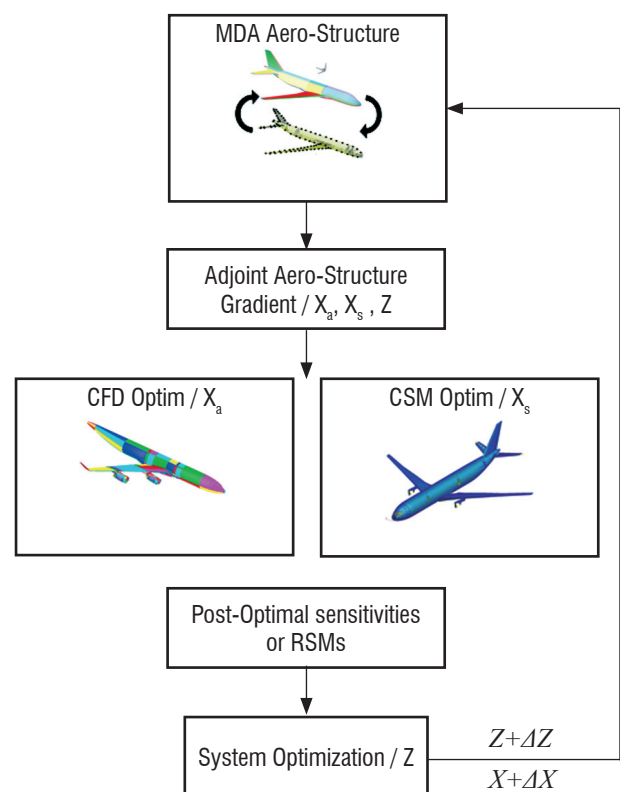 MDA Aero-Structure
Adjoint Aero-Structure
Gradient / Xₐ, Xₛ , Z
CFD Optim / Xₐ
CSM Optim / Xₛ
Post-Optimal sensitivities
or RSMs
System Optimization / Z
Z+ΔZ
X+ΔX